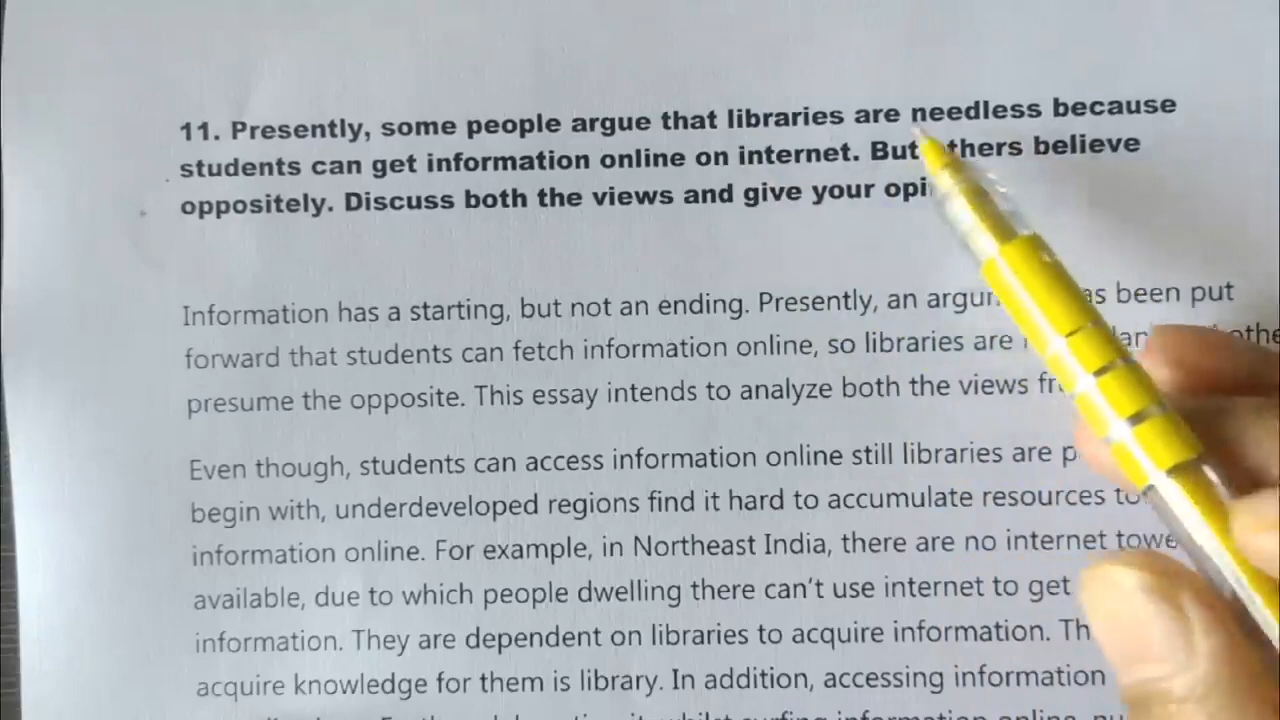 11. Presently, some people argue that libraries are needless because
students can get information online on internet. But others believe
oppositely. Discuss both the views and give your
Information has a starting, but not an ending. Presently, an has been put
forward that students can fetch information online, so libraries are
presume the opposite. This essay intends to analyze both the views
Even though, students can access information online still libraries are
begin with, underdeveloped regions find it hard to accumulate resources to
information online. For example, in Northeast India, there are no internet
available, due to which people dwelling there can't use internet to get
information. They are dependent on libraries to acquire information.
acquire knowledge for them is library. In addition, accessing information